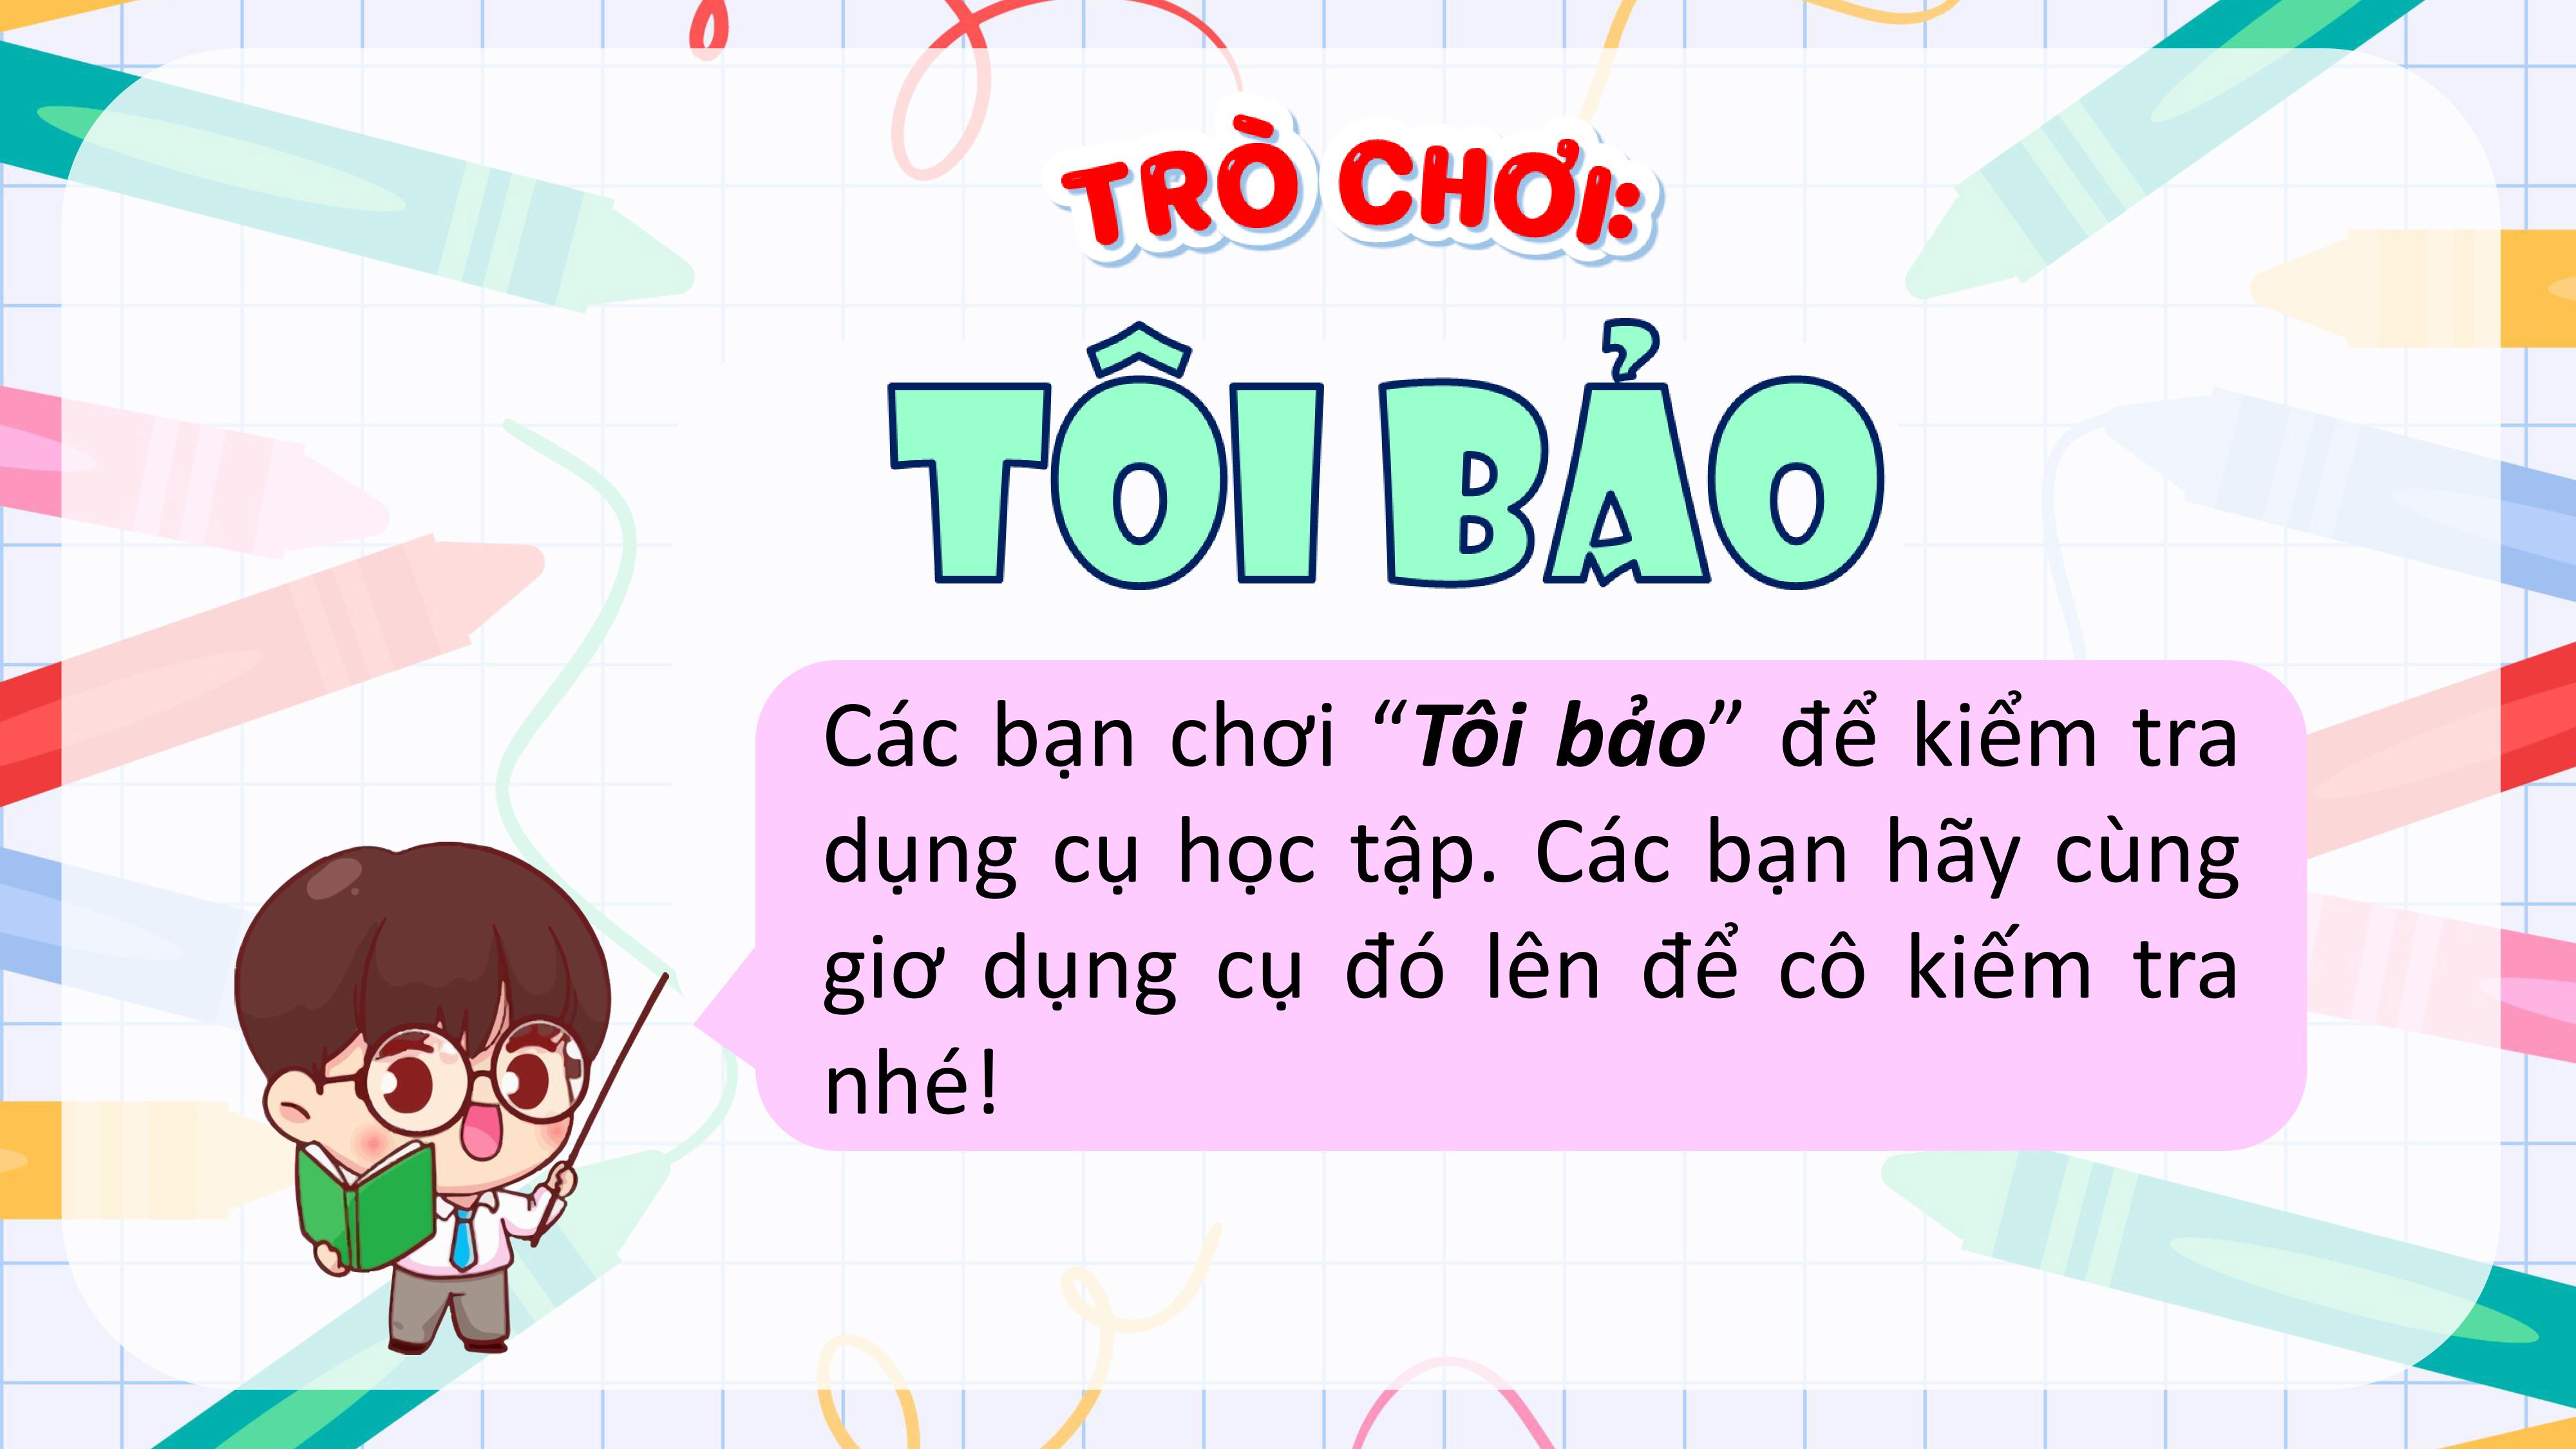 TRÒ CHƠI:
TÔI BẢO
Các bạn chơi “Tôi bảo” để kiểm tra
dụng cụ học tập. Các bạn hãy cùng
giơ dụng cụ đó lên để cô kiếm tra
nhé!